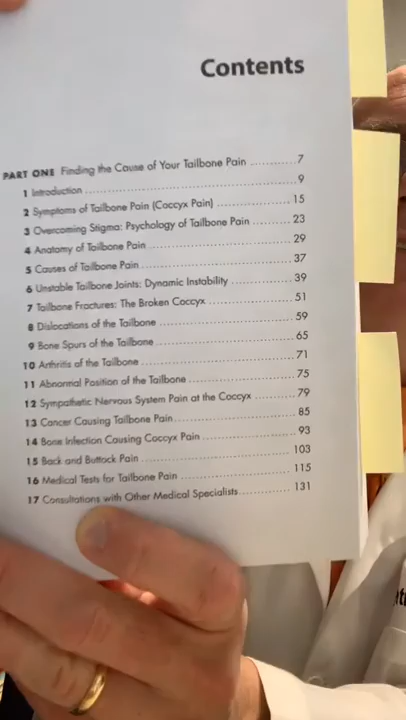 Contents
PART ONE Finding the Cause of Your Tailbone Pain ............ 7
1 Introduction ............ 9
2 Symptoms of Tailbone Pain (Coccyx Pain) ............ 15
3 Overcoming Stigma: Psychology of Tailbone Pain ............ 23
4 Anatomy of Tailbone Pain ............ 29
5 Causes of Tailbone Pain ............ 37
6 Unstable Tailbone Joints: Dynamic Instability ............ 39
7 Tailbone Fractures: The Broken Coccyx ............ 51
8 Dislocations of the Tailbone ............ 59
9 Bone Spurs of the Tailbone ............ 65
10 Arthritis of the Tailbone ............ 71
11 Abnormal Position of the Tailbone ............ 75
12 Sympathetic Nervous System Pain at the Coccyx ............ 79
13 Cancer Causing Tailbone Pain ............ 85
14 Bone Infection Causing Coccyx Pain ............ 93
15 Back and Buttock Pain ............ 103
16 Medical Tests for Tailbone Pain ............ 115
17 Consultations with Other Medical Specialists ............ 131